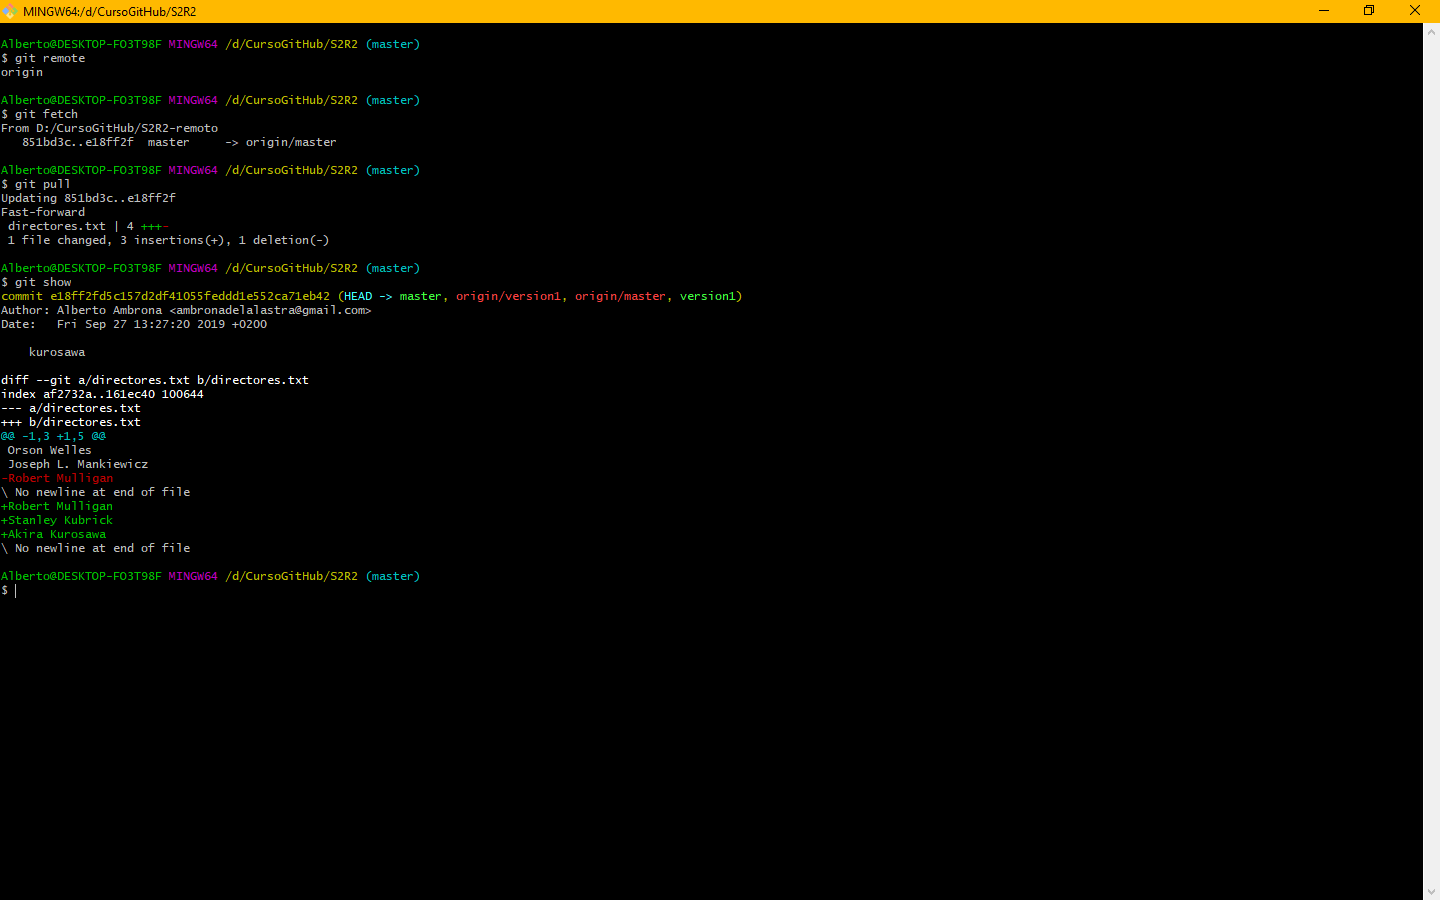 MINGW64:/d/CursoGitHub/S2R2
Alberto@DESKTOP-FO3T98F MINGW64 /d/CursoGitHub/S2R2 (master)
$ git remote
origin
Alberto@DESKTOP-FO3T98F MINGW64 /d/CursoGitHub/S2R2 (master)
$ git fetch
From D:/CursoGitHub/S2R2-remoto
   851bd3c..e18ff2f  master     -> origin/master
Alberto@DESKTOP-FO3T98F MINGW64 /d/CursoGitHub/S2R2 (master)
$ git pull
Updating 851bd3c..e18ff2f
Fast-forward
 directores.txt | 4 +++-
 1 file changed, 3 insertions(+), 1 deletion(-)
Alberto@DESKTOP-FO3T98F MINGW64 /d/CursoGitHub/S2R2 (master)
$ git show
commit e18ff2fd5c157d2df41055feddd1e552ca71eb42 (HEAD -> master, origin/version1, origin/master, version1)
Author: Alberto Ambrona <ambronadelalastra@gmail.com>
Date:   Fri Sep 27 13:27:20 2019 +0200
    kurosawa
diff --git a/directores.txt b/directores.txt
index af2732a..161ec40 100644
--- a/directores.txt
+++ b/directores.txt
@@ -1,3 +1,5 @@
 Orson Welles
 Joseph L. Mankiewicz
-Robert Mulligan
\ No newline at end of file
+Robert Mulligan
+Stanley Kubrick
+Akira Kurosawa
\ No newline at end of file
Alberto@DESKTOP-FO3T98F MINGW64 /d/CursoGitHub/S2R2 (master)
$